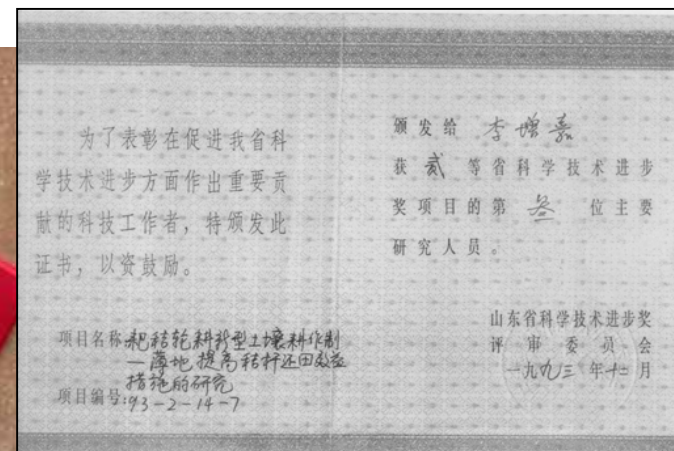 为了表彰在促进我省科
学技术进步方面作出重要贡
献的科技工作者，特颁发此
证书，以资鼓励。
项目名称:耙秸轮耕新型土壤耕作制
—薄地提高秸秆还田效益
措施的研究
项目编号:93-2-14-7
颁发给 李增嘉
获 贰 等省科学技术进步
奖项目的第 叁 位主要
研究人员。
山东省科学技术进步奖
评审委员会
一九九三年十二月